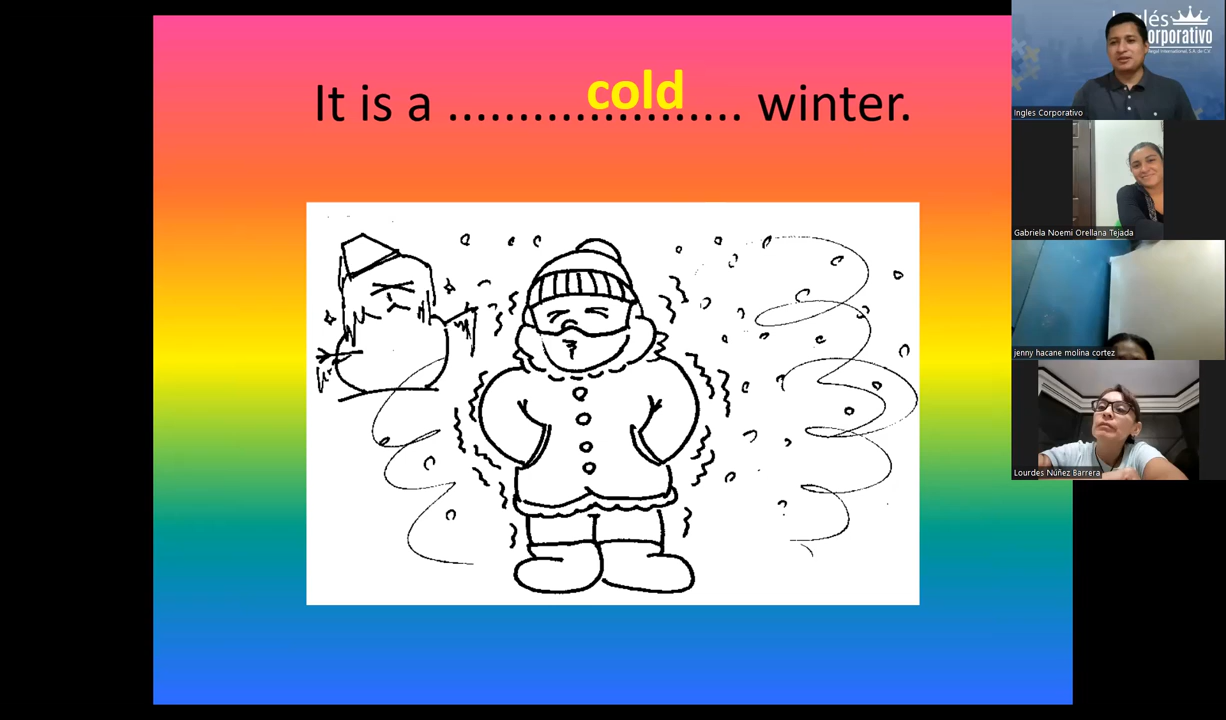 It is a ..................... winter.
cold
Inglés
Corporativo
Ingles Corporativo
Gabriela Noemi Orellana Tejada
jenny hacane molina cortez
Lourdes Núñez Barrera